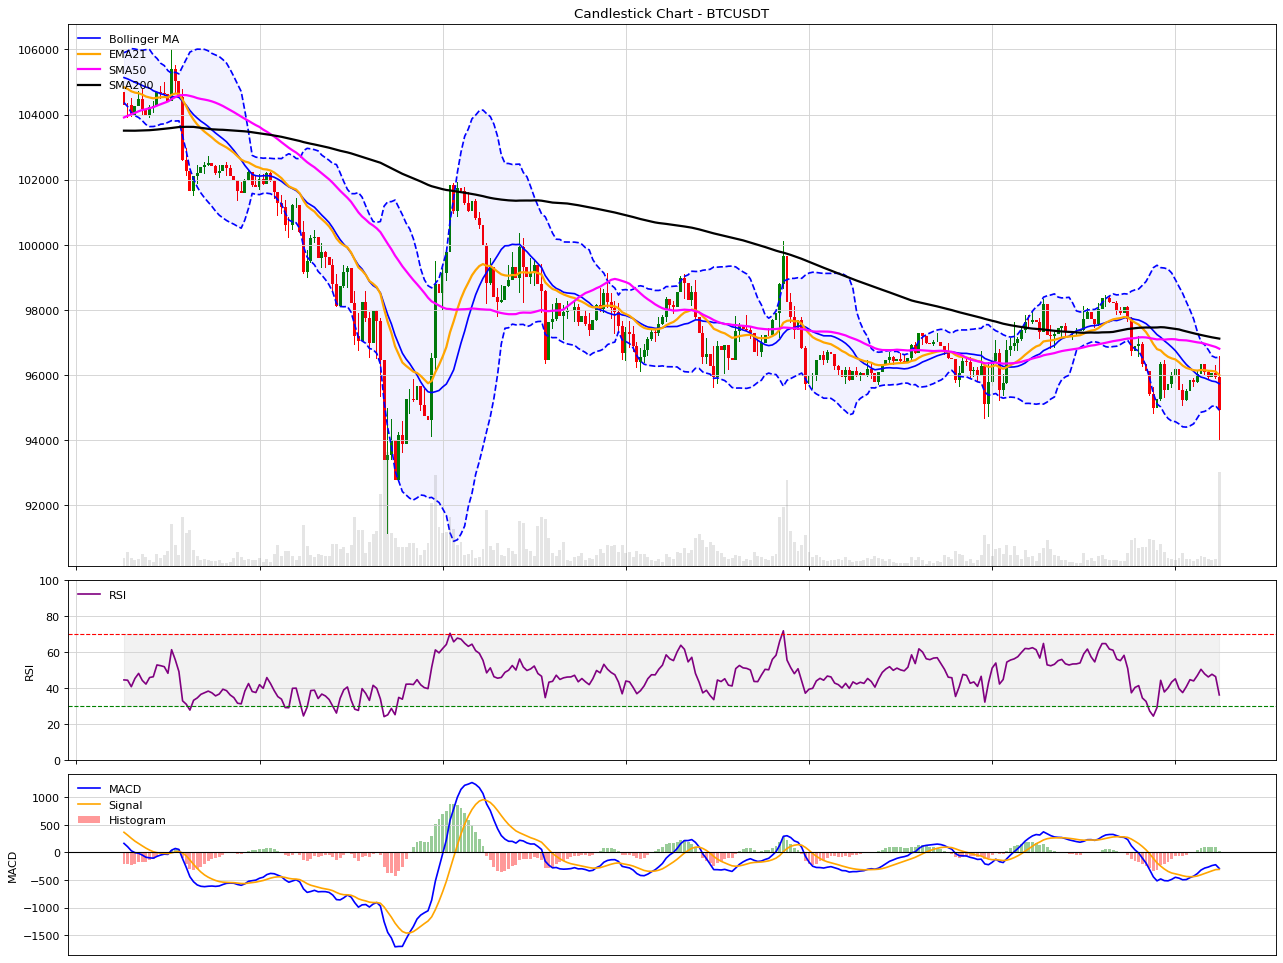 Candlestick Chart - BTCUSDT
Bollinger MA
EMA21
SMA50
SMA200
106000
104000
102000
100000
98000
96000
94000
92000
RSI
100
80
60
40
20
0
RSI
MACD
Signal
Histogram
1000
500
0
−500
−1000
−1500
MACD